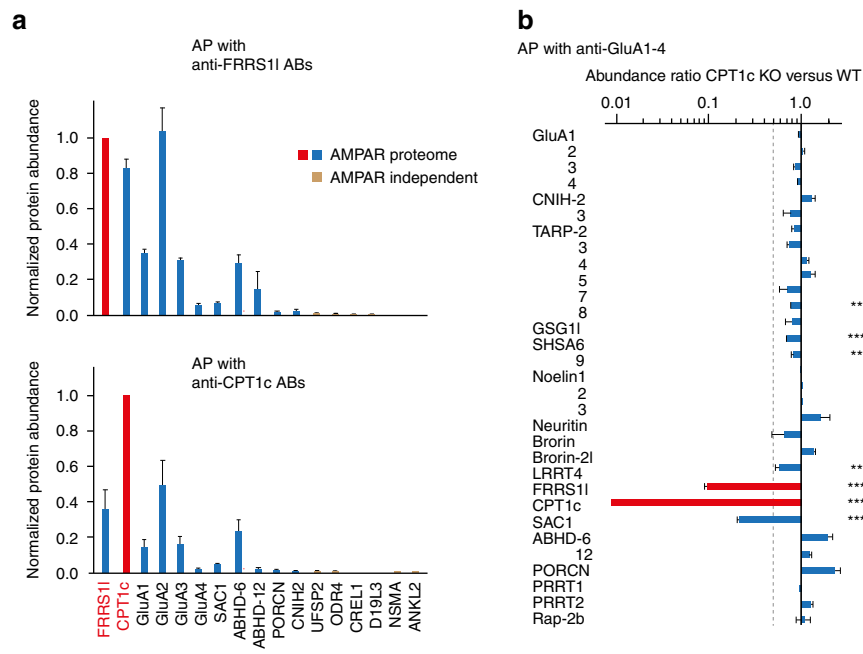 a
AP with
anti-FRRS1l ABs
Normalized protein abundance
1.0
0.8
0.6
0.4
0.2
0.0
AMPAR proteome
AMPAR independent
AP with
anti-CPT1c ABs
Normalized protein abundance
1.0
0.8
0.6
0.4
0.2
0.0
FRRS1l
CPT1c
GluA1
GluA2
GluA3
GluA4
SAC1
ABHD-6
ABHD-12
PORCN
CNIH2
UFSP2
ODR4
CREL1
D19L3
NSMA
ANKL2
b
AP with anti-GluA1-4
Abundance ratio CPT1c KO versus WT
0.01 0.1 1.0
GluA1
2
3
4
CNIH-2
3
TARP-2
3
4
5
7
8 **
GSG1l
SHSA6 ***
9 **
Noelin1
2
3
Neuritin
Brorin
Brorin-2l
LRRT4 **
FRRS1l ***
CPT1c ***
SAC1 ***
ABHD-6
12
PORCN
PRRT1
PRRT2
Rap-2b